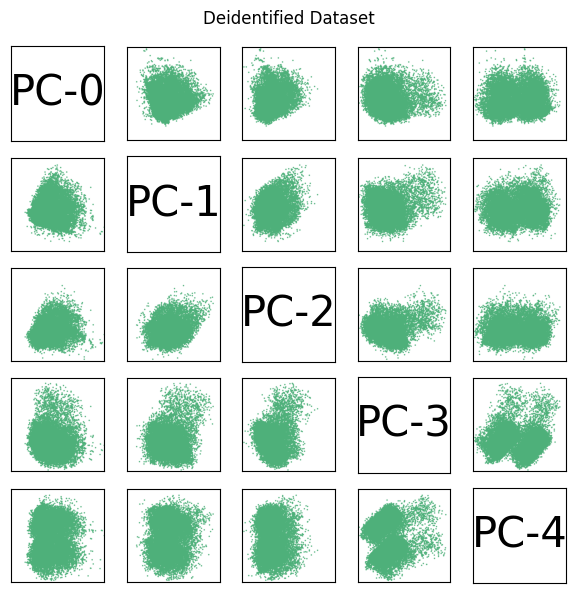 Deidentified Dataset
PC-0
PC-1
PC-2
PC-3
PC-4